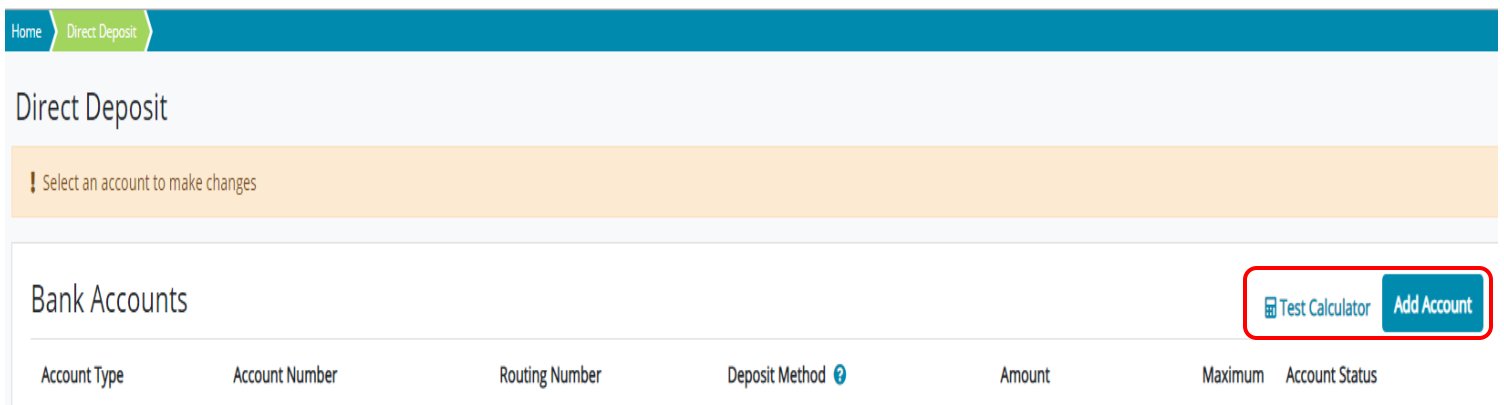 Home Direct Deposit
Direct Deposit
! Select an account to make changes
Bank Accounts
Test Calculator Add Account
Account Type Account Number Routing Number Deposit Method ? Amount Maximum Account Status